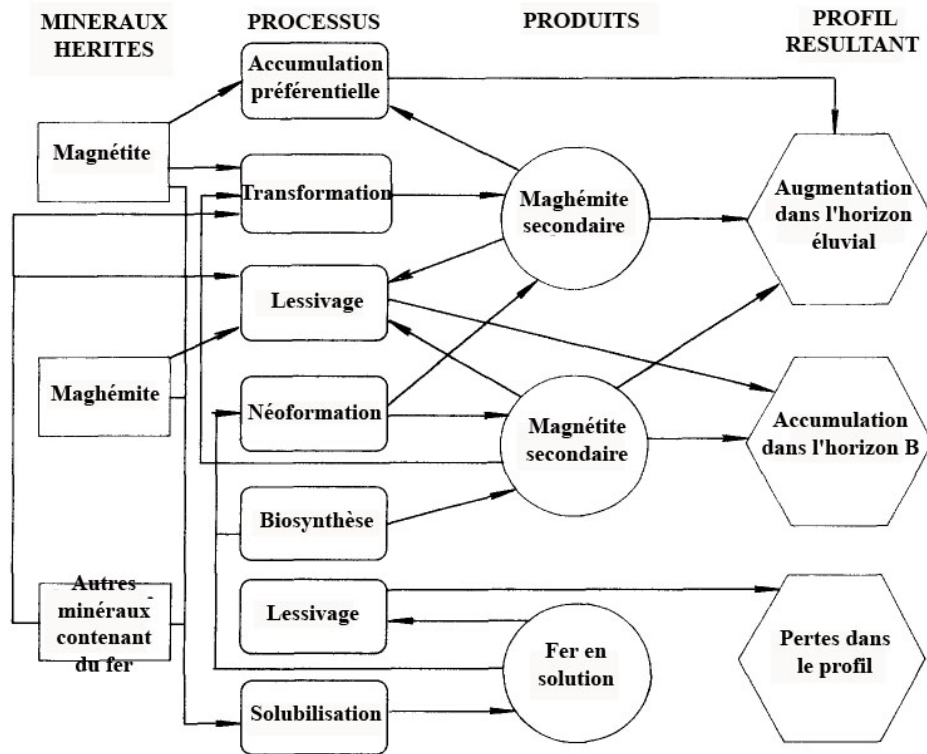 MINERAUX
HERITES
PROCESSUS
PRODUITS
PROFIL
RESULTANT
Magnétite
Maghémite
Autres
minéraux
contenant
du fer
Accumulation
préférentielle
Transformation
Lessivage
Néoformation
Biosynthèse
Lessivage
Solubilisation
Maghémite
secondaire
Magnétite
secondaire
Fer en
solution
Augmentation
dans l'horizon
éluvial
Accumulation
dans l'horizon B
Pertes dans
le profil